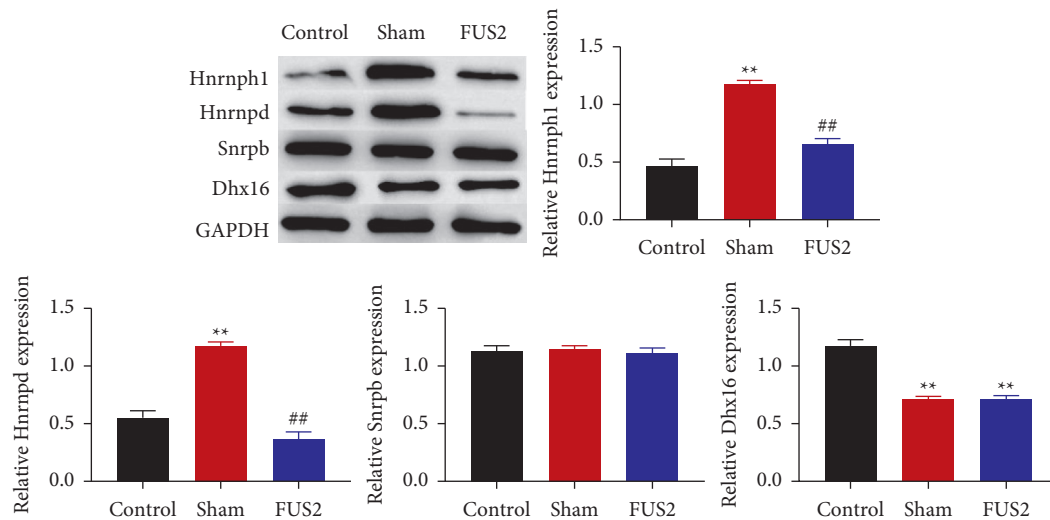 Control Sham FUS2
Hnrnph1
Hnrnpd
Snrpb
Dhx16
GAPDH
Relative Hnrnph1 expression
1.5
1.0
0.5
0.0
**
##
Control Sham FUS2
Relative Hnrnpd expression
1.5
1.0
0.5
0.0
**
##
Control Sham FUS2
Relative Snrpb expression
1.5
1.0
0.5
0.0
Control Sham FUS2
Relative Dhx16 expression
1.5
1.0
0.5
0.0
** **
Control Sham FUS2